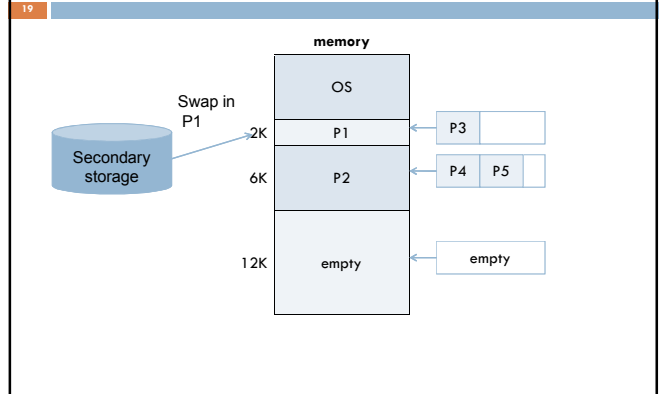 19
memory
OS
Swap in
P1
2K
P1
P3
Secondary
storage
6K
P2
P4 P5
12K
empty
empty